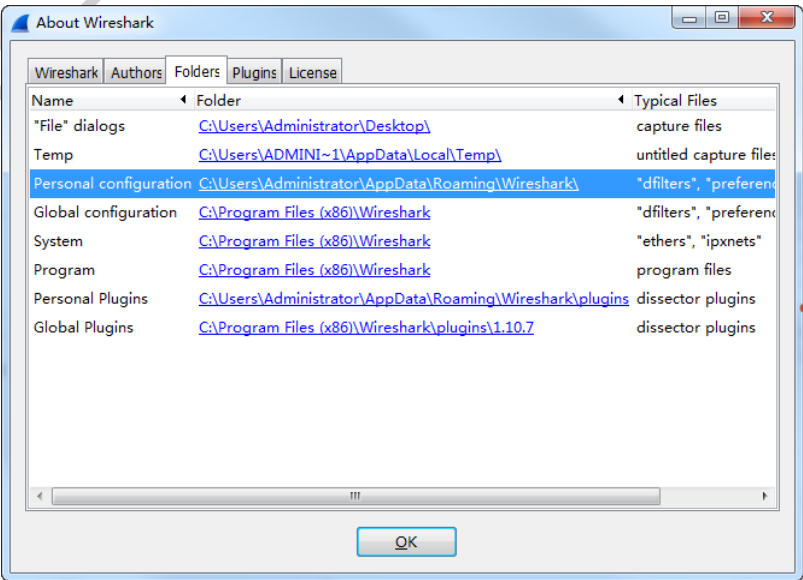 About Wireshark
Wireshark Authors Folders Plugins License
Name Folder Typical Files
"File" dialogs C:\Users\Administrator\Desktop\ capture files
Temp C:\Users\ADMINI~1\AppData\Local\Temp\ untitled capture files
Personal configuration C:\Users\Administrator\AppData\Roaming\Wireshark\ "dfilters", "preferenc
Global configuration C:\Program Files (x86)\Wireshark "dfilters", "preferenc
System C:\Program Files (x86)\Wireshark "ethers", "ipxnets"
Program C:\Program Files (x86)\Wireshark program files
Personal Plugins C:\Users\Administrator\AppData\Roaming\Wireshark\plugins dissector plugins
Global Plugins C:\Program Files (x86)\Wireshark\plugins\1.10.7 dissector plugins
OK